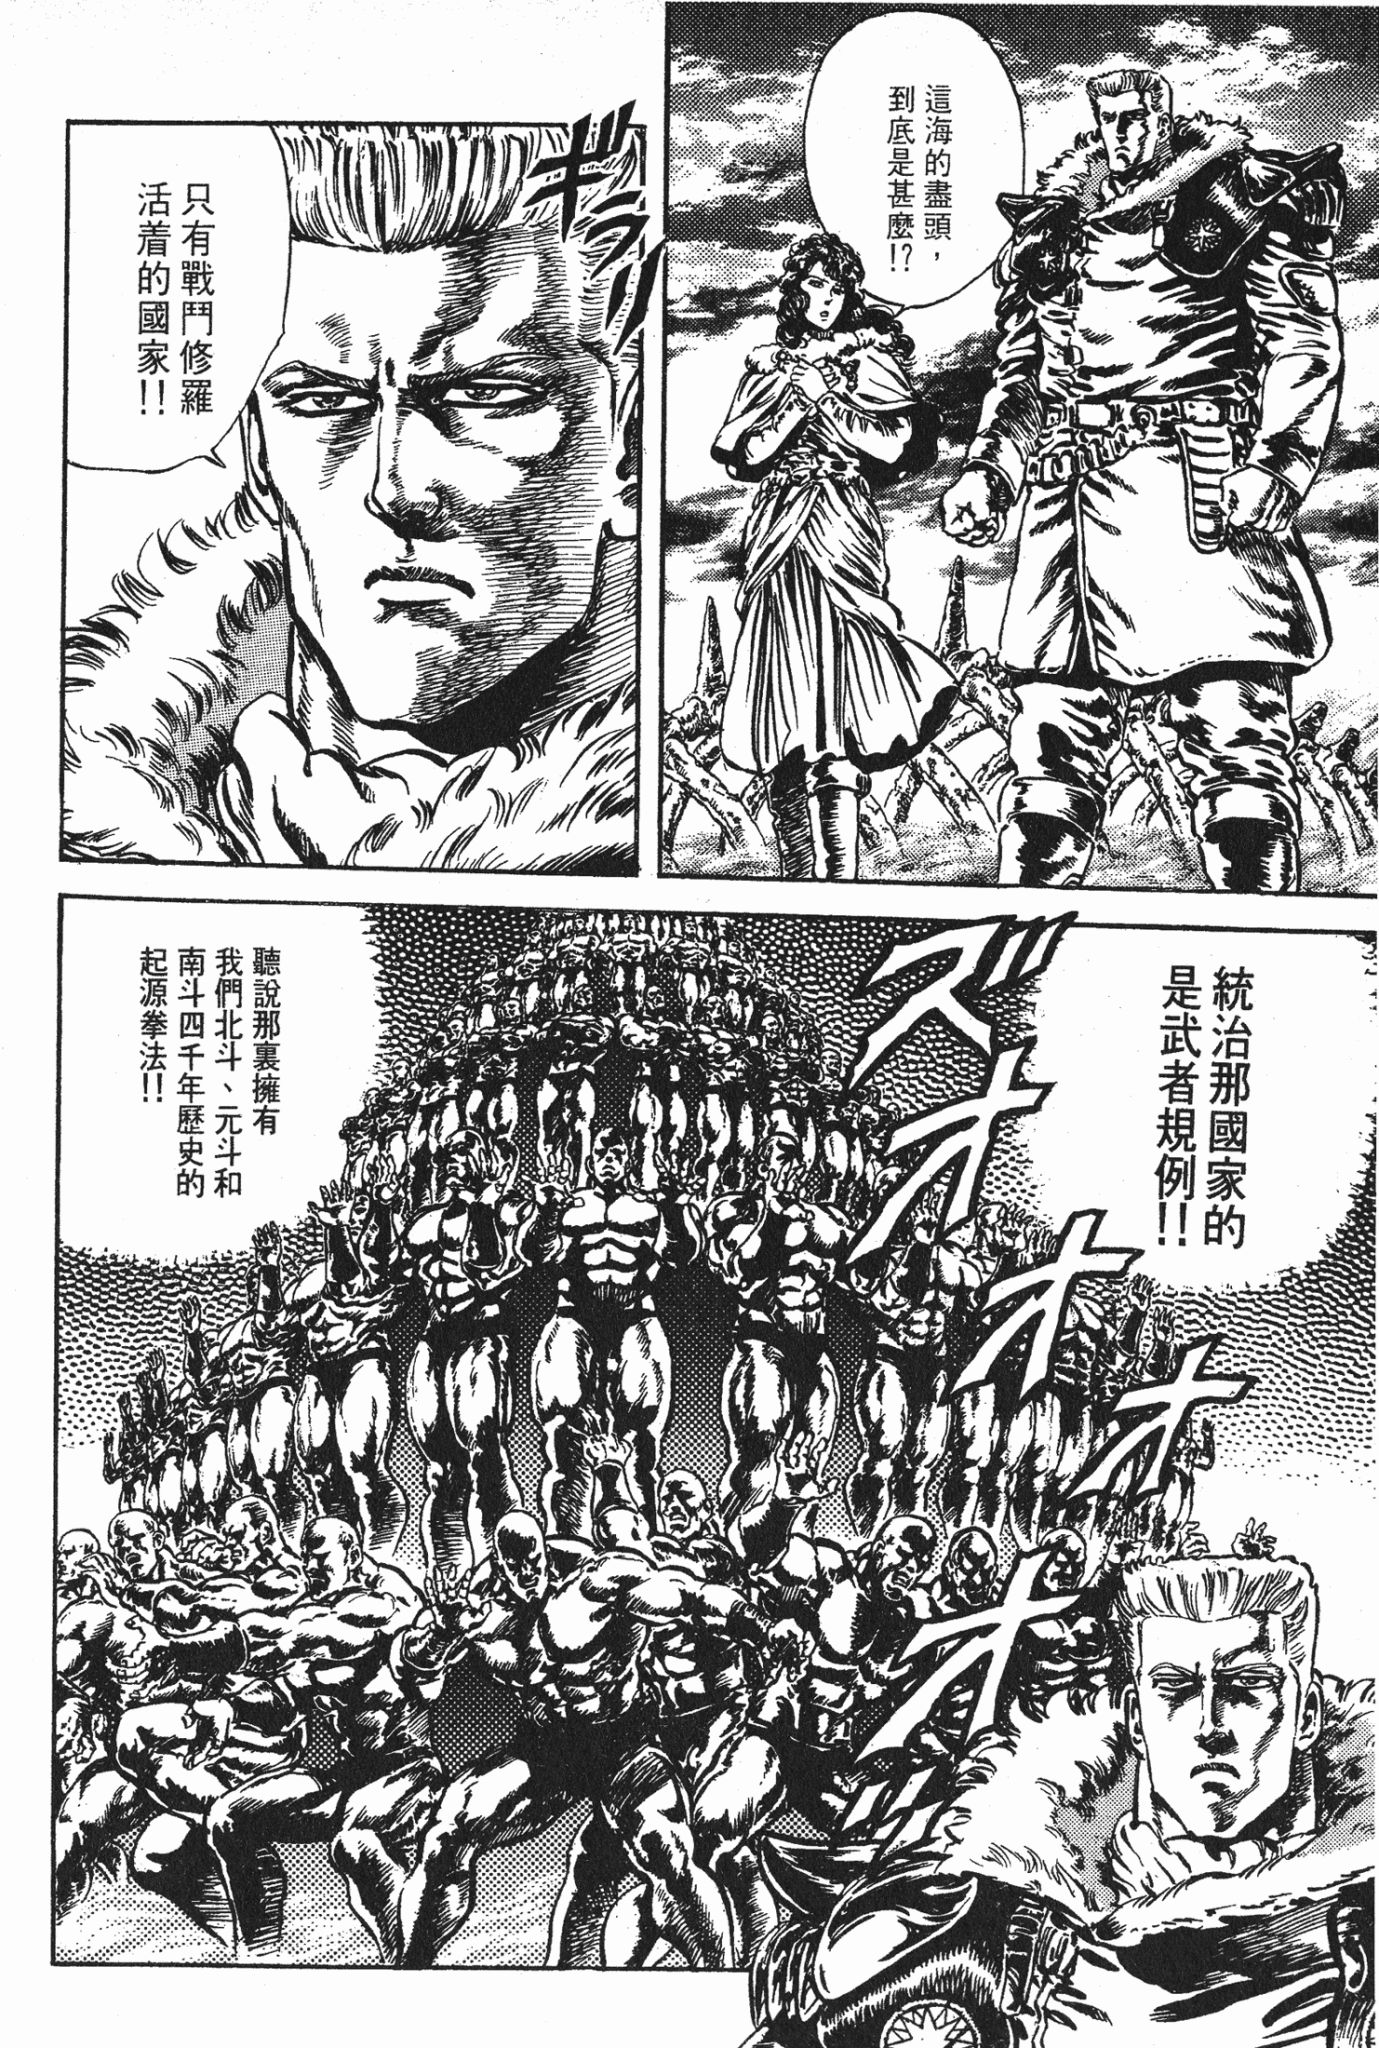 這海的盡頭，
到底是甚麼!?
ギラリ
只有戰鬥修羅
活着的國家!!
統治那國家的
是武者規例!!
ズオオオオ
聽說那裏擁有
我們北斗、元斗和
南斗四千年歷史的
起源拳法!!